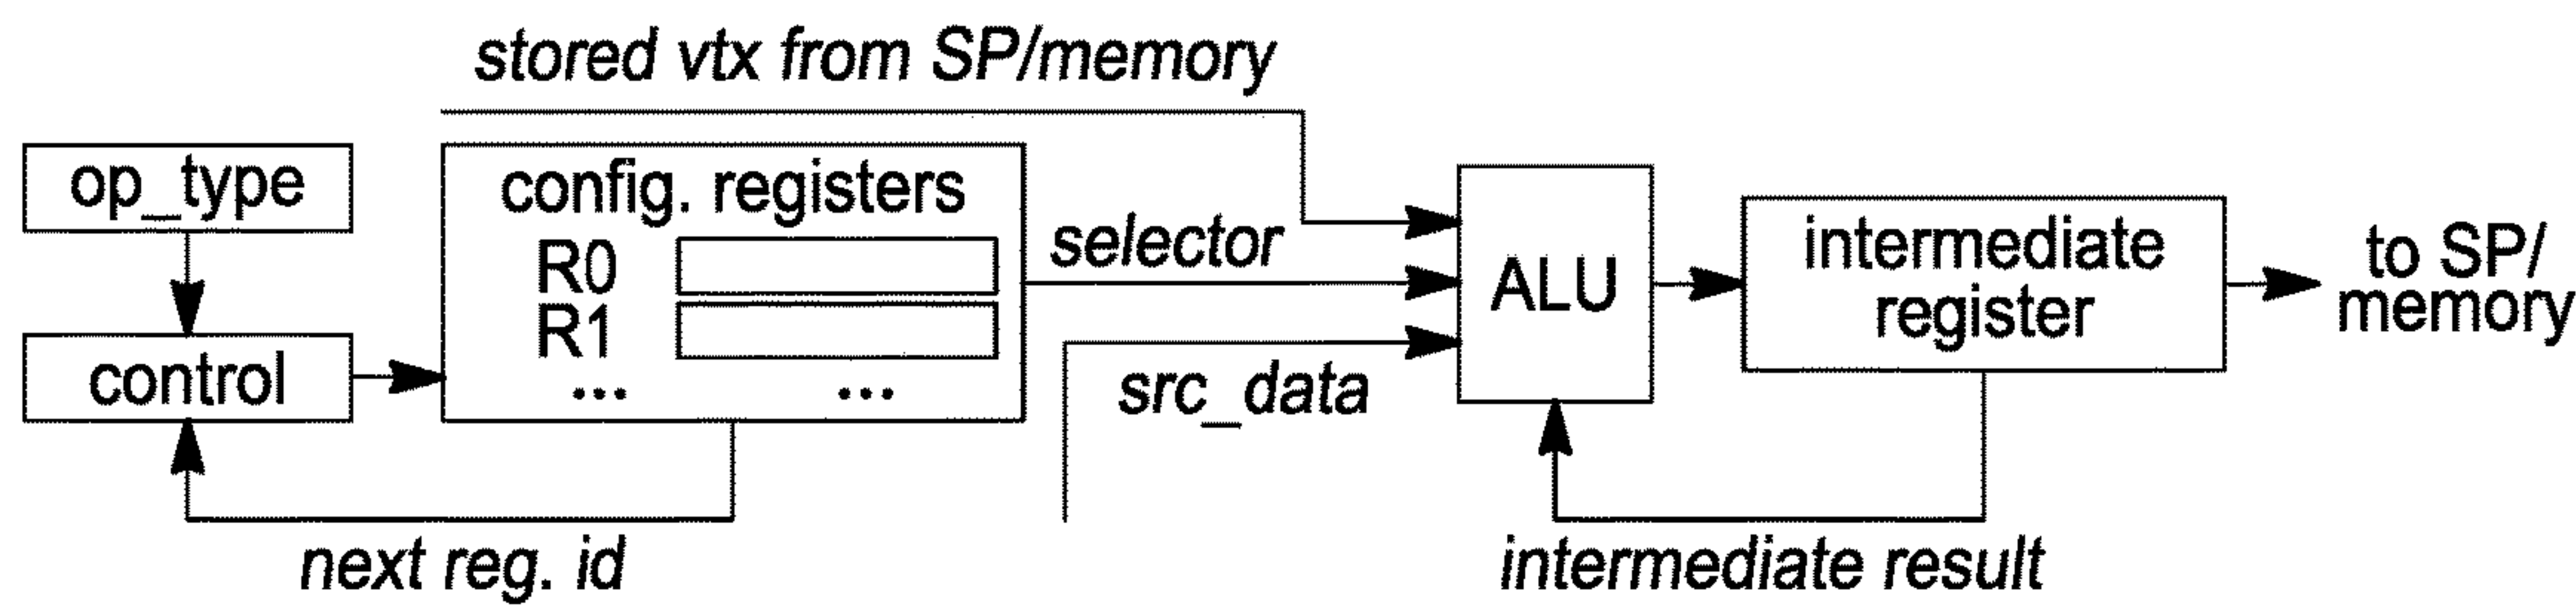 stored vtx from SP/memory
op_type
control
config. registers
R0
R1
... ...
next reg. id
selector
src_data
ALU
intermediate
register
intermediate result
to SP/
memory